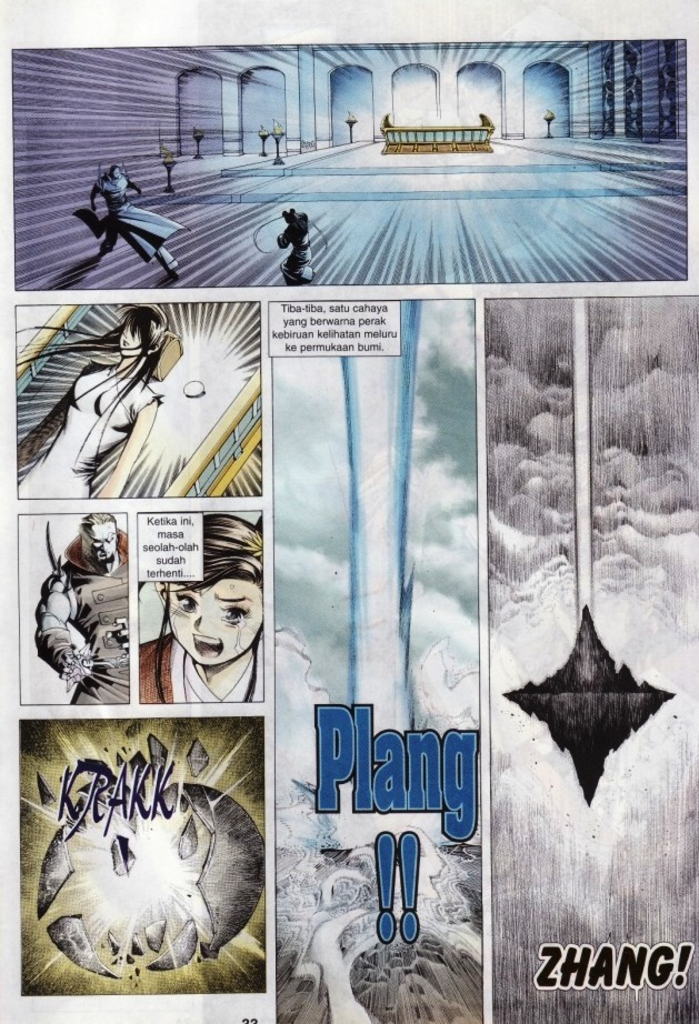 Tiba-tiba, satu cahaya
yang berwarna perak
kebiruan kelihatan meluru
ke permukaan bumi.
Ketika ini,
masa
seolah-olah
sudah
terhenti....
KRAKK
Plang
!!
ZHANG!